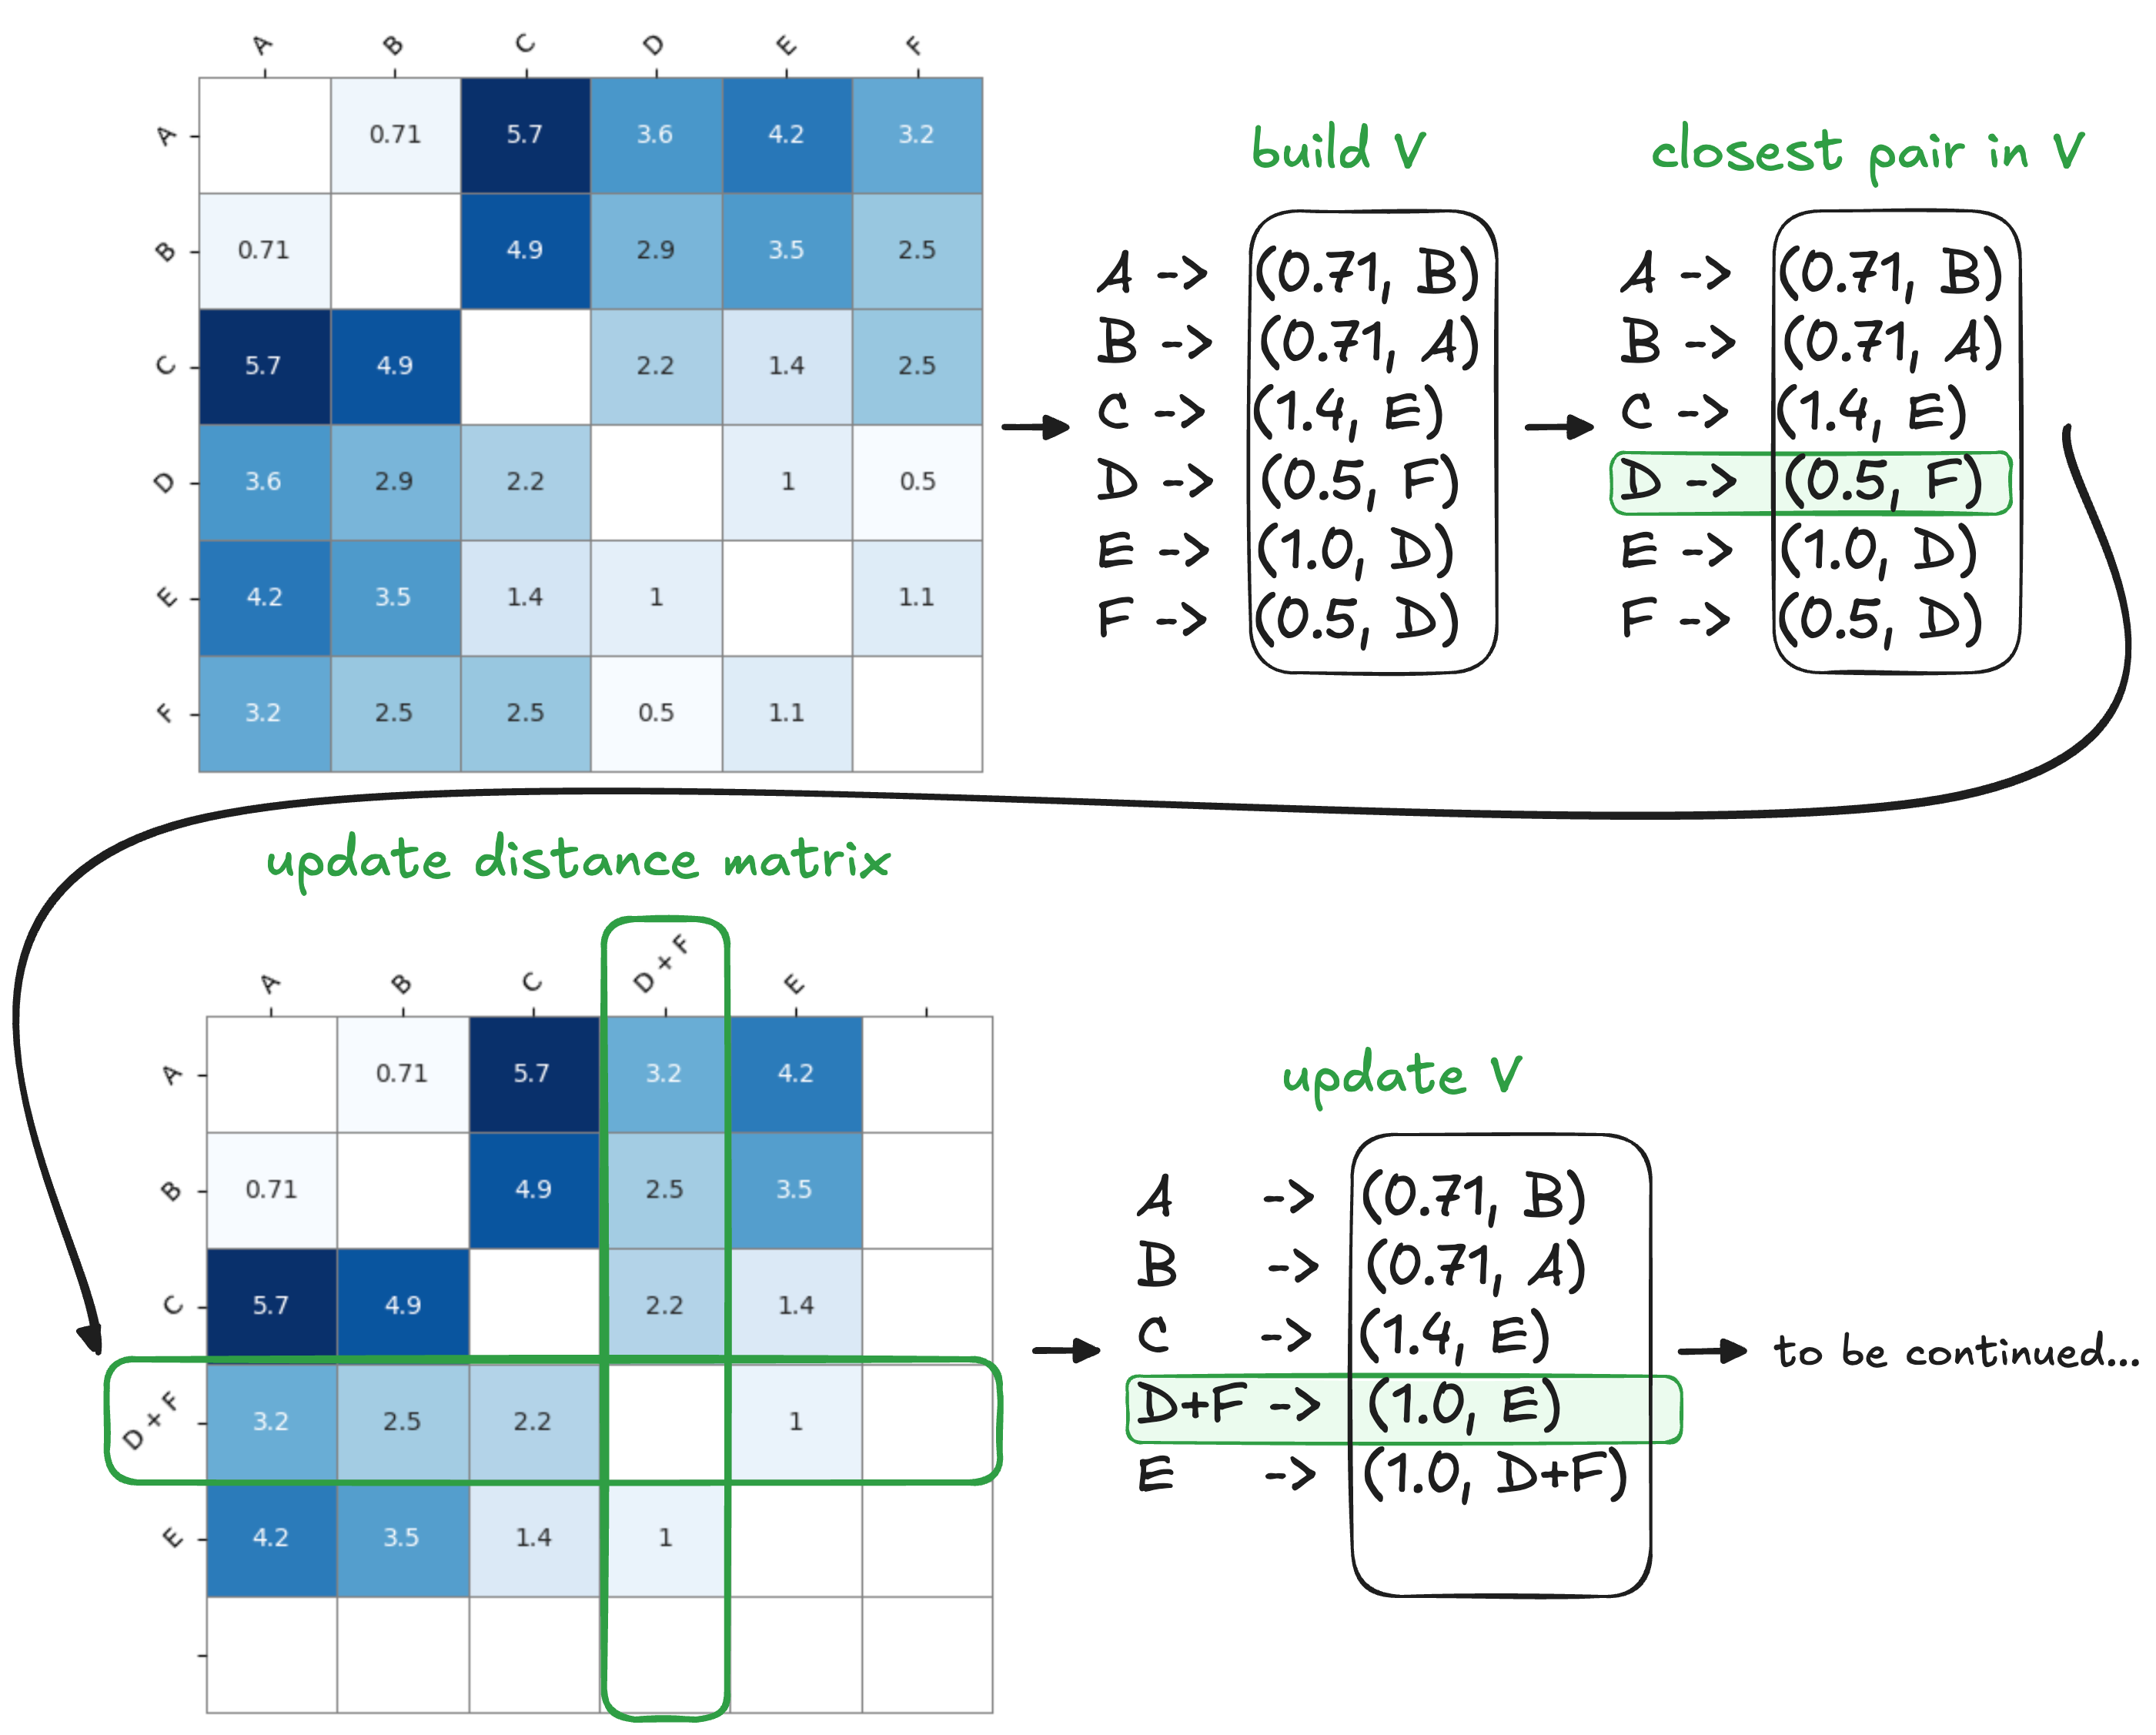 A B C D E F
build V
closest pair in V
A 0.71 5.7 3.6 4.2 3.2
B 0.71 4.9 2.9 3.5 2.5
C 5.7 4.9 2.2 1.4 2.5
D 3.6 2.9 2.2 1 0.5
E 4.2 3.5 1.4 1 1.1
F 3.2 2.5 2.5 0.5 1.1
A -> (0.71, B)
B -> (0.71, A)
C -> (1.4, E)
D -> (0.5, F)
E -> (1.0, D)
F -> (0.5, D)
A -> (0.71, B)
B -> (0.71, A)
C -> (1.4, E)
D -> (0.5, F)
E -> (1.0, D)
F -> (0.5, D)
update distance matrix
A B C D + F E
A 0.71 5.7 3.2 4.2
B 0.71 4.9 2.5 3.5
C 5.7 4.9 2.2 1.4
D + F 3.2 2.5 2.2 1
E 4.2 3.5 1.4 1
update V
A -> (0.71, B)
B -> (0.71, A)
C -> (1.4, E)
D+F -> (1.0, E)
E -> (1.0, D+F)
to be continued...